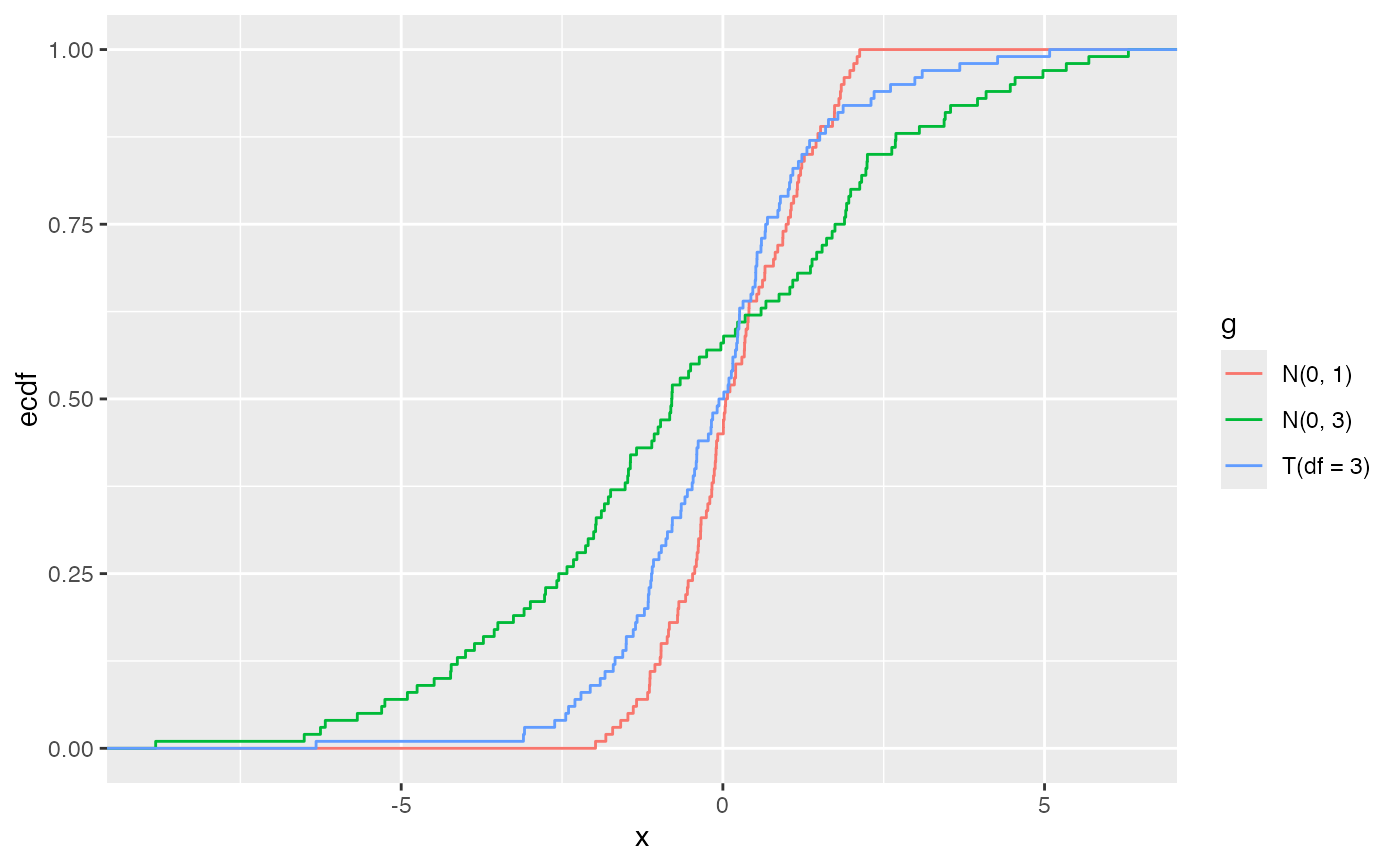 1.00
0.75
0.50
0.25
0.00
ecdf
-5
0
5
x
g
N(0, 1)
N(0, 3)
T(df = 3)